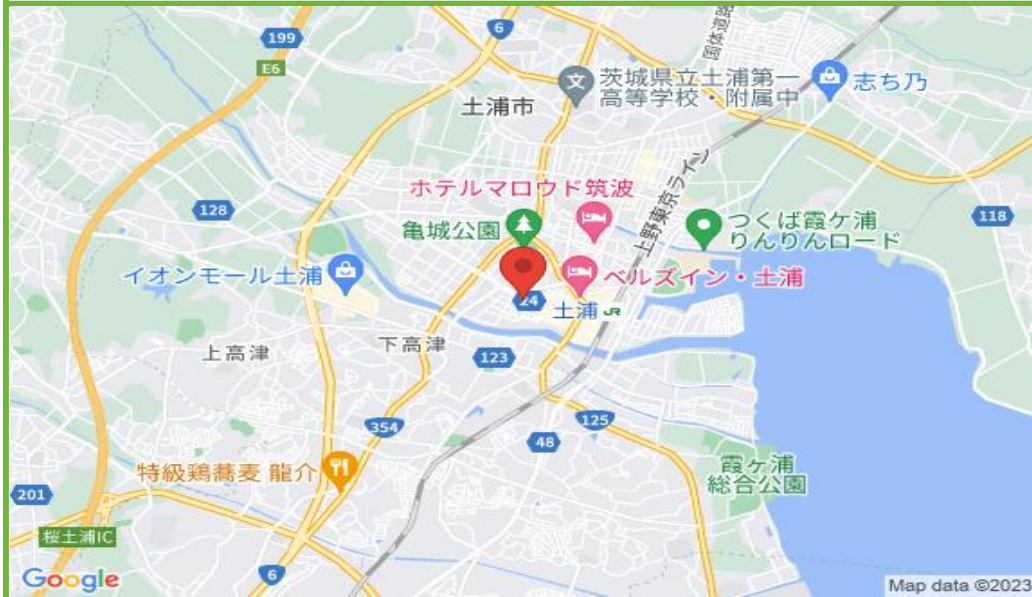 国体道路
6
199
E6
茨城県立土浦第一
高等学校・附属中
志ち乃
土浦市
上野東京ライン
ホテルマロウド筑波
128
118
亀城公園
つくば霞ケ浦
りんりんロード
イオンモール土浦
ベルズイン・土浦
24
土浦 JR
上高津
下高津
123
354
125
48
特級鶏蕎麦 龍介
霞ケ浦
総合公園
201
桜土浦IC
6
Google
Map data ©2023